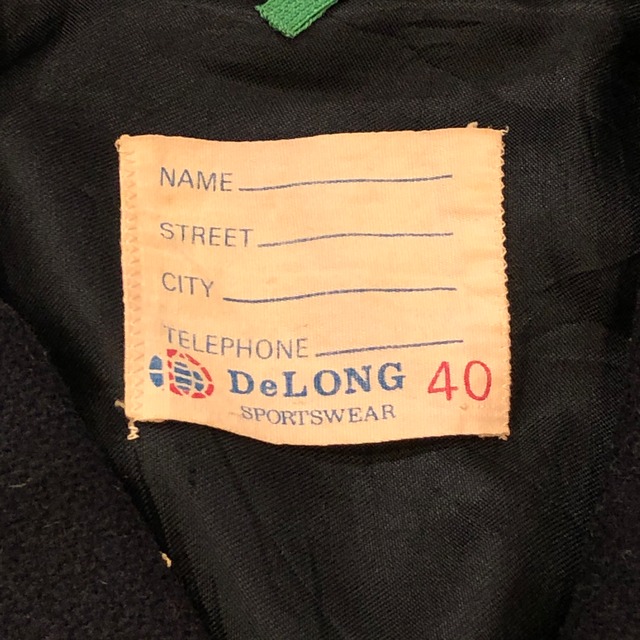 NAME
STREET
CITY
TELEPHONE
DeLONG 40
SPORTSWEAR